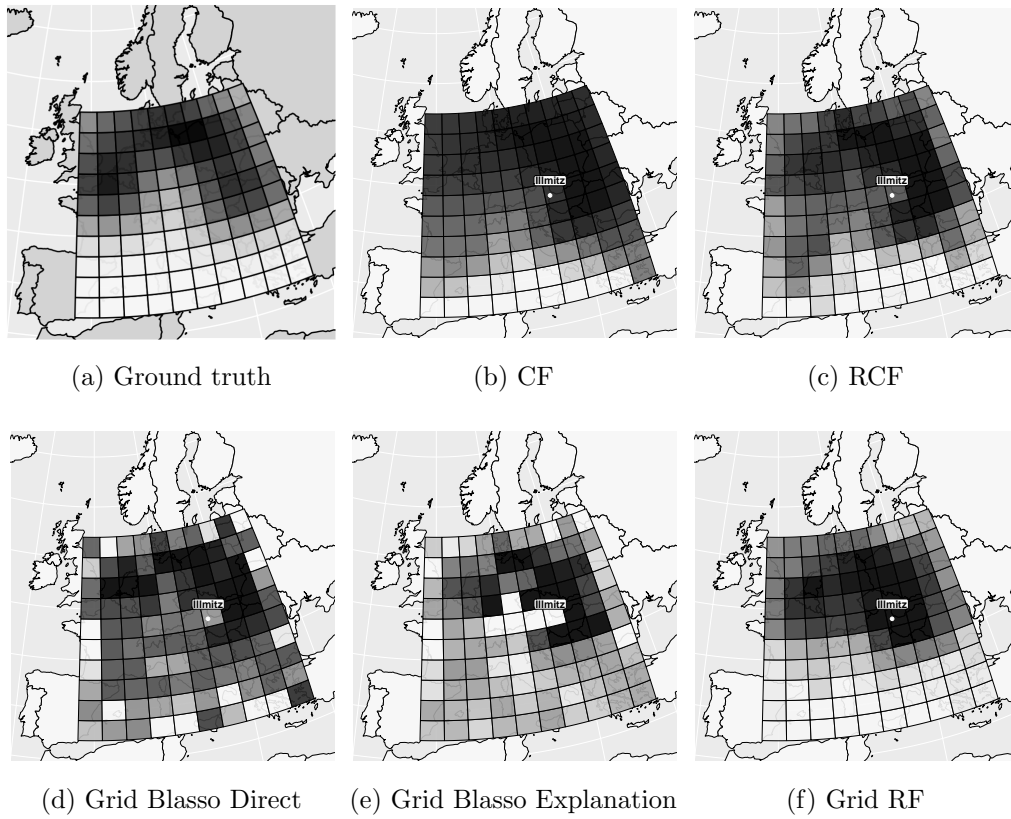 Illmitz
Illmitz
(a) Ground truth
(b) CF
(c) RCF
Illmitz
Illmitz
Illmitz
(d) Grid Blasso Direct
(e) Grid Blasso Explanation
(f) Grid RF